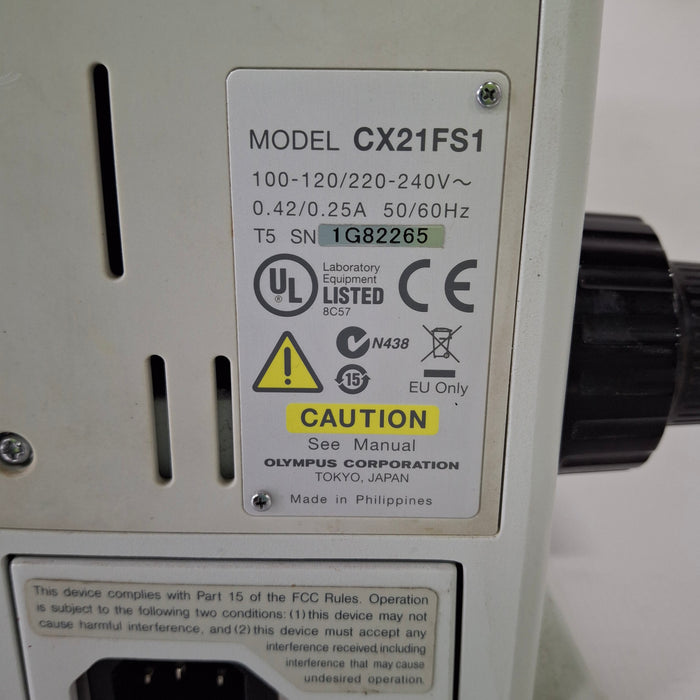 MODEL CX21FS1
100-120/220-240V～
0.42/0.25A 50/60Hz
T5 SN 1G82265
UL
Laboratory
Equipment
LISTED
8C57
CE
N438
15
EU Only
CAUTION
See Manual
OLYMPUS CORPORATION
TOKYO, JAPAN
Made in Philippines
This device complies with Part 15 of the FCC Rules. Operation
is subject to the following two conditions: (1) this device may not
cause harmful interference, and (2) this device must accept any
interference received, including
interference that may cause
undesired operation.